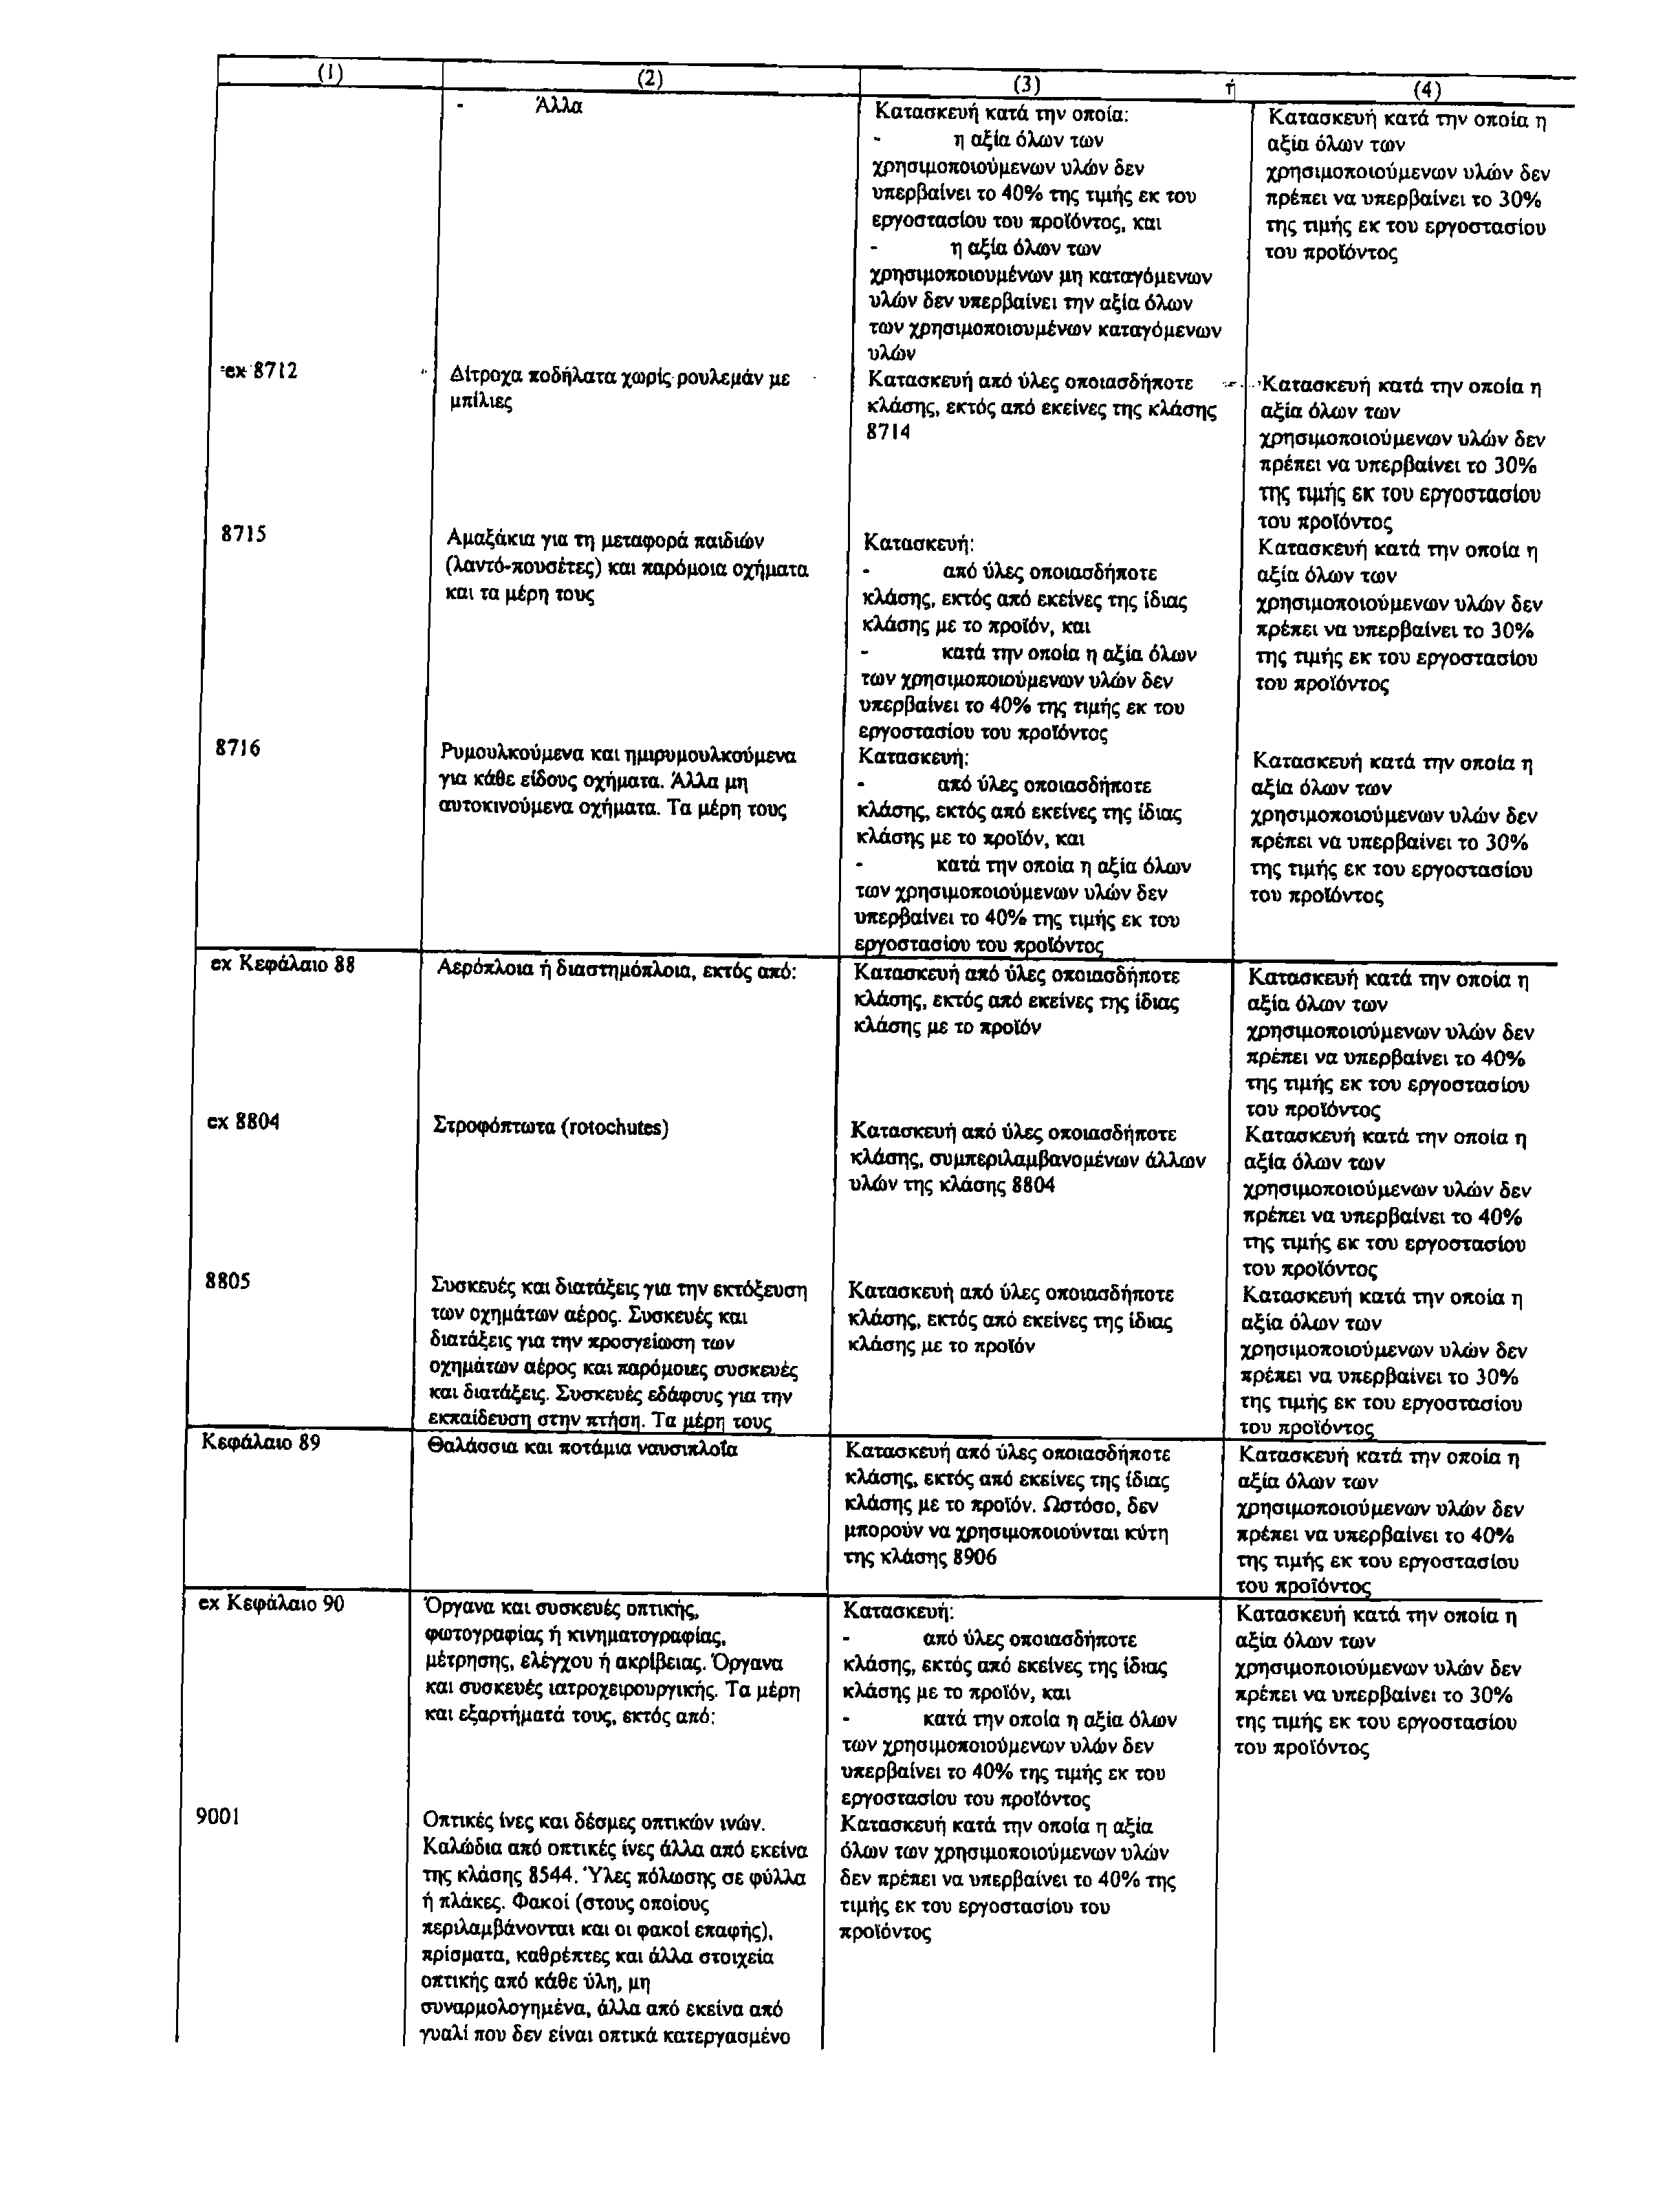 (1) (2) (3) ή (4)
- Άλλα
Κατασκευή κατά την οποία:
- η αξία όλων των
χρησιμοποιούμενων υλών δεν
υπερβαίνει το 40% της τιμής εκ του
εργοστασίου του προϊόντος, και
- η αξία όλων των
χρησιμοποιουμένων μη καταγόμενων
υλών δεν υπερβαίνει την αξία όλων
των χρησιμοποιουμένων καταγόμενων
υλών
Κατασκευή κατά την οποία η
αξία όλων των
χρησιμοποιούμενων υλών δεν
πρέπει να υπερβαίνει το 30%
της τιμής εκ του εργοστασίου
του προϊόντος
ex 8712
Δίτροχα ποδήλατα χωρίς ρουλεμάν με
μπίλιες
Κατασκευή από ύλες οποιασδήποτε
κλάσης, εκτός από εκείνες της κλάσης
8714
Κατασκευή κατά την οποία η
αξία όλων των
χρησιμοποιούμενων υλών δεν
πρέπει να υπερβαίνει το 30%
της τιμής εκ του εργοστασίου
του προϊόντος
8715
Αμαξάκια για τη μεταφορά παιδιών
(λαντό-πουσέτες) και παρόμοια οχήματα
και τα μέρη τους
Κατασκευή:
- από ύλες οποιασδήποτε
κλάσης, εκτός από εκείνες της ίδιας
κλάσης με το προϊόν, και
- κατά την οποία η αξία όλων
των χρησιμοποιούμενων υλών δεν
υπερβαίνει το 40% της τιμής εκ του
εργοστασίου του προϊόντος
Κατασκευή κατά την οποία η
αξία όλων των
χρησιμοποιούμενων υλών δεν
πρέπει να υπερβαίνει το 30%
της τιμής εκ του εργοστασίου
του προϊόντος
8716
Ρυμουλκούμενα και ημιρυμουλκούμενα
για κάθε είδους οχήματα. Άλλα μη
αυτοκινούμενα οχήματα. Τα μέρη τους
Κατασκευή:
- από ύλες οποιασδήποτε
κλάσης, εκτός από εκείνες της ίδιας
κλάσης με το προϊόν, και
- κατά την οποία η αξία όλων
των χρησιμοποιούμενων υλών δεν
υπερβαίνει το 40% της τιμής εκ του
εργοστασίου του προϊόντος
Κατασκευή κατά την οποία η
αξία όλων των
χρησιμοποιούμενων υλών δεν
πρέπει να υπερβαίνει το 30%
της τιμής εκ του εργοστασίου
του προϊόντος
ex Κεφάλαιο 88
Αερόπλοια ή διαστημόπλοια, εκτός από:
Κατασκευή από ύλες οποιασδήποτε
κλάσης, εκτός από εκείνες της ίδιας
κλάσης με το προϊόν
Κατασκευή κατά την οποία η
αξία όλων των
χρησιμοποιούμενων υλών δεν
πρέπει να υπερβαίνει το 40%
της τιμής εκ του εργοστασίου
του προϊόντος
ex 8804
Στροφόπτωτα (rotochutes)
Κατασκευή από ύλες οποιασδήποτε
κλάσης, συμπεριλαμβανομένων άλλων
υλών της κλάσης 8804
Κατασκευή κατά την οποία η
αξία όλων των
χρησιμοποιούμενων υλών δεν
πρέπει να υπερβαίνει το 40%
της τιμής εκ του εργοστασίου
του προϊόντος
8805
Συσκευές και διατάξεις για την εκτόξευση
των οχημάτων αέρος. Συσκευές και
διατάξεις για την προσγείωση των
οχημάτων αέρος και παρόμοιες συσκευές
και διατάξεις. Συσκευές εδάφους για την
εκπαίδευση στην πτήση. Τα μέρη τους
Κατασκευή από ύλες οποιασδήποτε
κλάσης, εκτός από εκείνες της ίδιας
κλάσης με το προϊόν
Κατασκευή κατά την οποία η
αξία όλων των
χρησιμοποιούμενων υλών δεν
πρέπει να υπερβαίνει το 30%
της τιμής εκ του εργοστασίου
του προϊόντος
Κεφάλαιο 89
Θαλάσσια και ποτάμια ναυσιπλοΐα
Κατασκευή από ύλες οποιασδήποτε
κλάσης, εκτός από εκείνες της ίδιας
κλάσης με το προϊόν. Ωστόσο, δεν
μπορούν να χρησιμοποιούνται κύτη
της κλάσης 8906
Κατασκευή κατά την οποία η
αξία όλων των
χρησιμοποιούμενων υλών δεν
πρέπει να υπερβαίνει το 40%
της τιμής εκ του εργοστασίου
του προϊόντος
ex Κεφάλαιο 90
Όργανα και συσκευές οπτικής,
φωτογραφίας ή κινηματογραφίας,
μέτρησης, ελέγχου ή ακρίβειας. Όργανα
και συσκευές ιατροχειρουργικής. Τα μέρη
και εξαρτήματά τους, εκτός από:
Κατασκευή:
- από ύλες οποιασδήποτε
κλάσης, εκτός από εκείνες της ίδιας
κλάσης με το προϊόν, και
- κατά την οποία η αξία όλων
των χρησιμοποιούμενων υλών δεν
υπερβαίνει το 40% της τιμής εκ του
εργοστασίου του προϊόντος
Κατασκευή κατά την οποία η
αξία όλων των
χρησιμοποιούμενων υλών δεν
πρέπει να υπερβαίνει το 30%
της τιμής εκ του εργοστασίου
του προϊόντος
9001
Οπτικές ίνες και δέσμες οπτικών ινών.
Καλώδια από οπτικές ίνες άλλα από εκείνα
της κλάσης 8544. Ύλες πόλωσης σε φύλλα
ή πλάκες. Φακοί (στους οποίους
περιλαμβάνονται και οι φακοί επαφής),
πρίσματα, καθρέπτες και άλλα στοιχεία
οπτικής από κάθε ύλη, μη
συναρμολογημένα, άλλα από εκείνα από
γυαλί που δεν είναι οπτικά κατεργασμένο
Κατασκευή κατά την οποία η αξία
όλων των χρησιμοποιούμενων υλών
δεν πρέπει να υπερβαίνει το 40% της
τιμής εκ του εργοστασίου του
προϊόντος